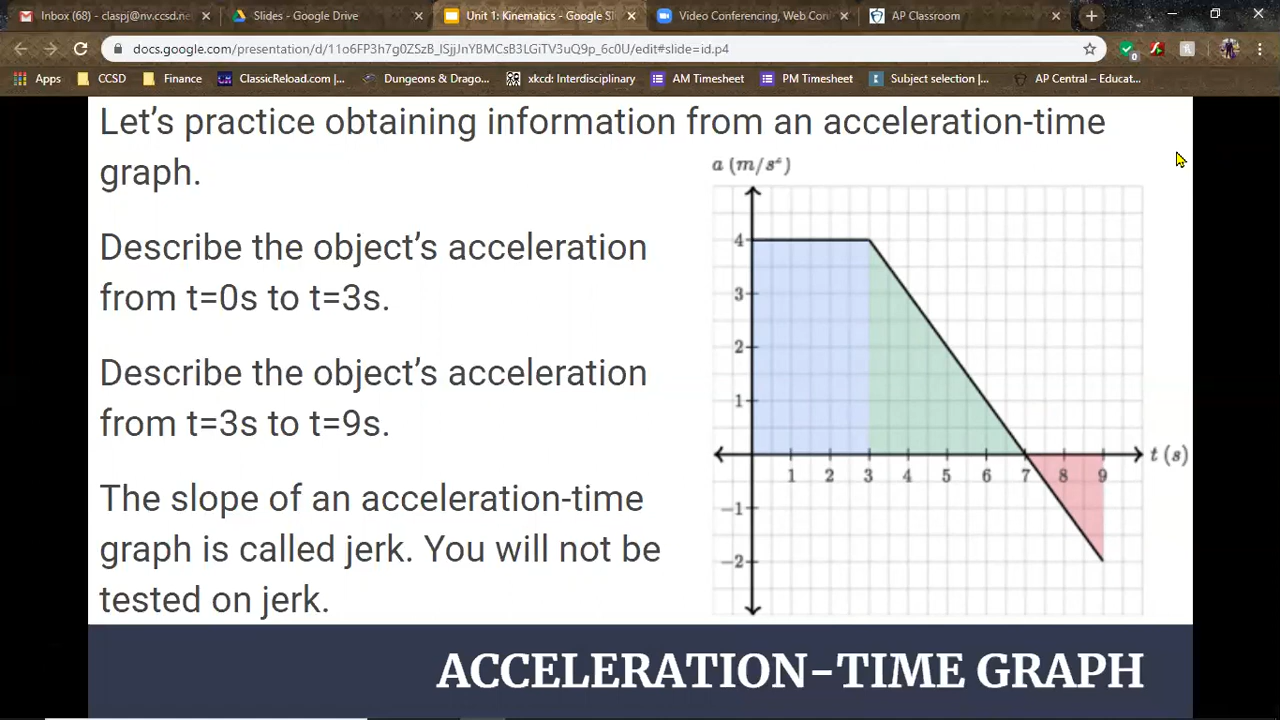 Inbox (68) - claspj@nv.ccsd.ne
Slides - Google Drive
Unit 1: Kinematics - Google Sl
Video Conferencing, Web Con
AP Classroom
docs.google.com/presentation/d/11o6FP3h7g0ZSzB_lSjjJnYBMCsB3LGiTV3uQ9p_6c0U/edit#slide=id.p4
Apps
CCSD
Finance
ClassicReload.com |...
Dungeons & Drago...
xkcd: Interdisciplinary
AM Timesheet
PM Timesheet
Subject selection |...
AP Central – Educat...
Let's practice obtaining information from an acceleration-time
graph.
Describe the object's acceleration
from t=0s to t=3s.
Describe the object's acceleration
from t=3s to t=9s.
The slope of an acceleration-time
graph is called jerk. You will not be
tested on jerk.
a (m/s²)
4
3
2
1
-1
-2
1 2 3 4 5 6 7 8 9
t (s)
ACCELERATION-TIME GRAPH